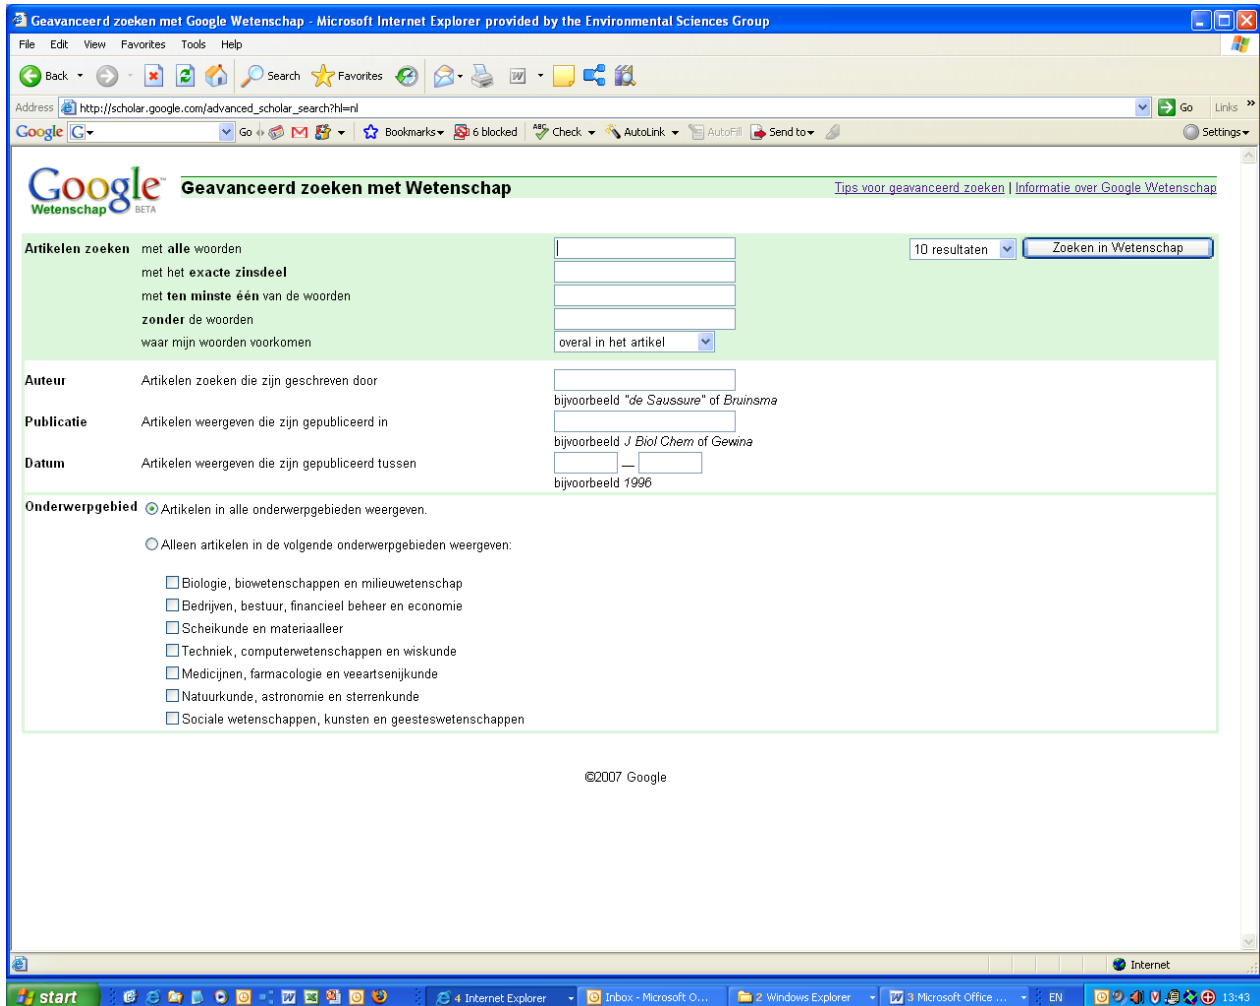 Geavanceerd zoeken met Google Wetenschap - Microsoft Internet Explorer provided by the Environmental Sciences Group
File Edit View Favorites Tools Help
Back Search Favorites
Address http://scholar.google.com/advanced_scholar_search?hl=nl Go Links »
Google G Go Bookmarks 6 blocked ABC Check AutoLink AutoFill Send to Settings
Google™ Wetenschap BETA Geavanceerd zoeken met Wetenschap Tips voor geavanceerd zoeken | Informatie over Google Wetenschap
Artikelen zoeken met alle woorden 10 resultaten Zoeken in Wetenschap
met het exacte zinsdeel
met ten minste één van de woorden
zonder de woorden
waar mijn woorden voorkomen overal in het artikel
Auteur Artikelen zoeken die zijn geschreven door
bijvoorbeeld "de Saussure" of Bruinsma
Publicatie Artikelen weergeven die zijn gepubliceerd in
bijvoorbeeld J Biol Chem of Gewina
Datum Artikelen weergeven die zijn gepubliceerd tussen —
bijvoorbeeld 1996
Onderwerpgebied Artikelen in alle onderwerpgebieden weergeven.
Alleen artikelen in de volgende onderwerpgebieden weergeven:
Biologie, biowetenschappen en milieuwetenschap
Bedrijven, bestuur, financieel beheer en economie
Scheikunde en materiaalleer
Techniek, computerwetenschappen en wiskunde
Medicijnen, farmacologie en veeartsenijkunde
Natuurkunde, astronomie en sterrenkunde
Sociale wetenschappen, kunsten en geesteswetenschappen
©2007 Google
Internet
start 4 Internet Explorer Inbox - Microsoft O... 2 Windows Explorer 3 Microsoft Office ... EN 13:43